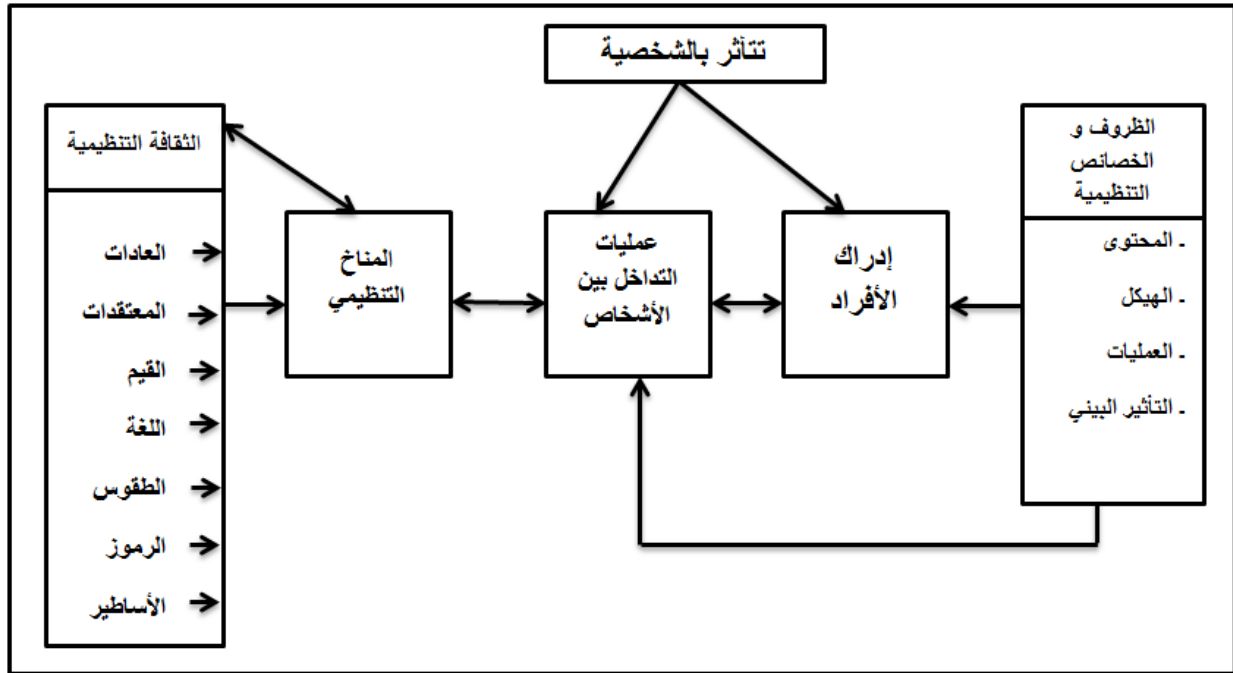 تتأثر بالشخصية
الظروف و
الخصائص
التنظيمية
ـ المحتوى
ـ الهيكل
ـ العمليات
ـ التأثير البيني
إدراك
الأفراد
عمليات
التداخل بين
الأشخاص
المناخ
التنظيمي
الثقافة التنظيمية
العادات
المعتقدات
القيم
اللغة
الطقوس
الرموز
الأساطير